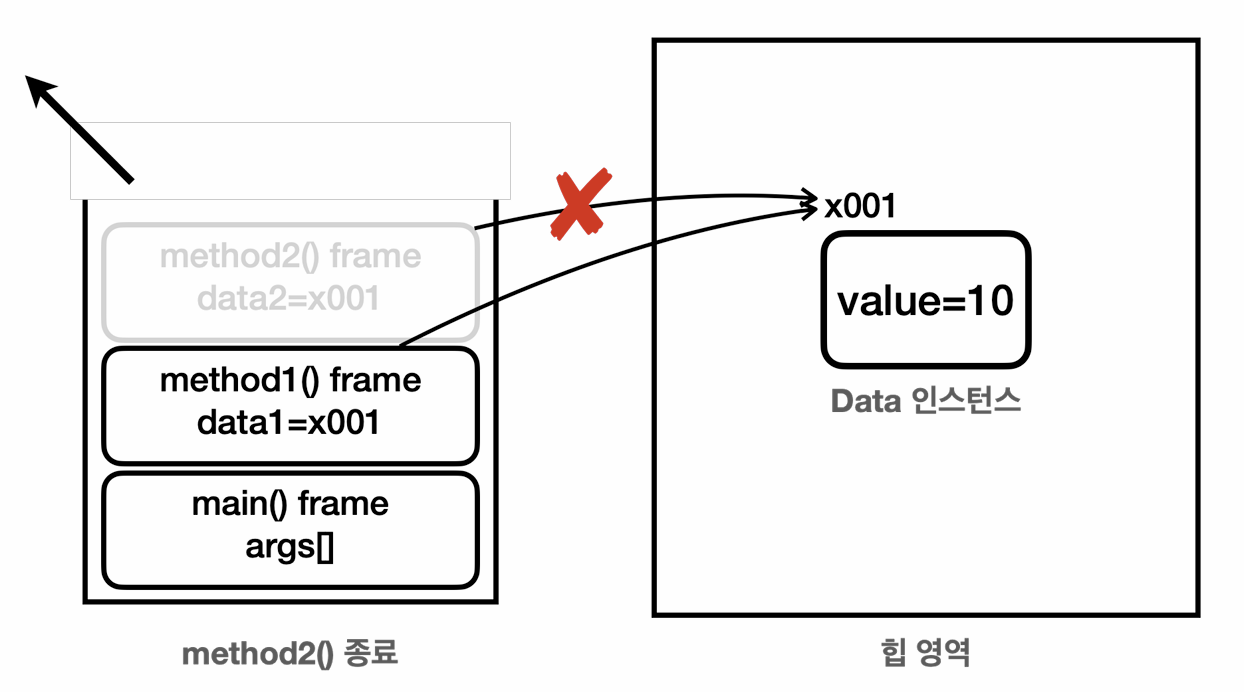 method2() frame
data2=x001
method1() frame
data1=x001
main() frame
args[]
method2() 종료
x001
value=10
Data 인스턴스
힙 영역